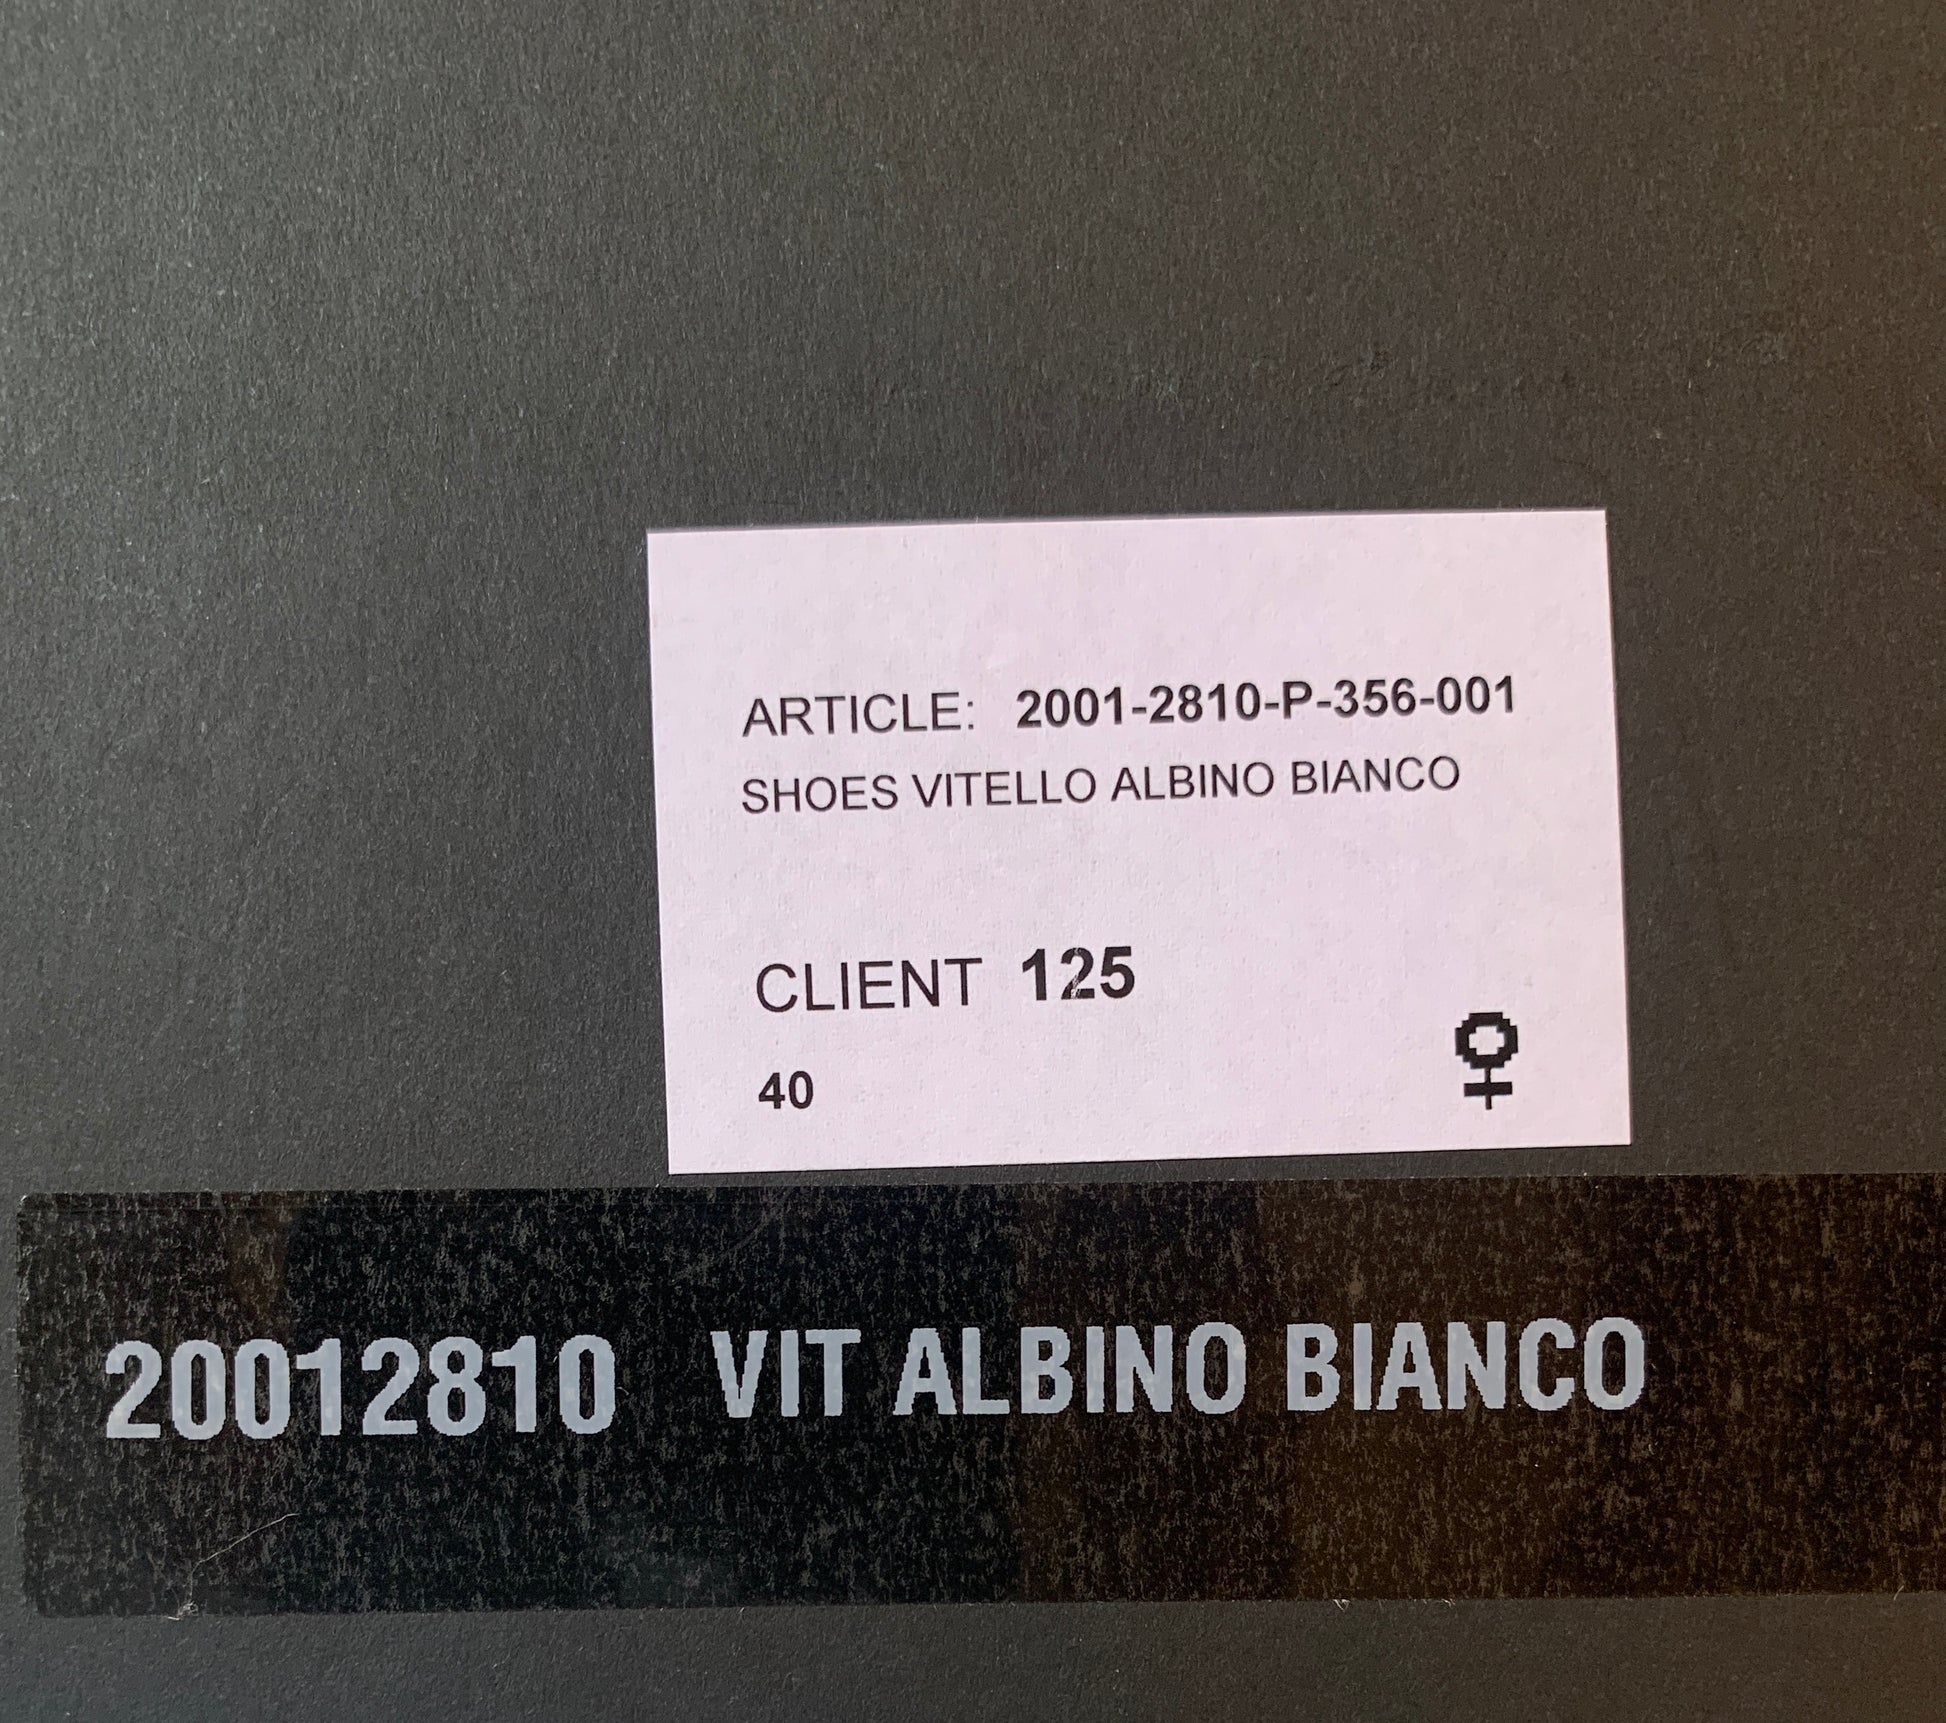 ARTICLE: 2001-2810-P-356-001
SHOES VITELLO ALBINO BIANCO
CLIENT 125
40 ♀
20012810 VIT ALBINO BIANCO